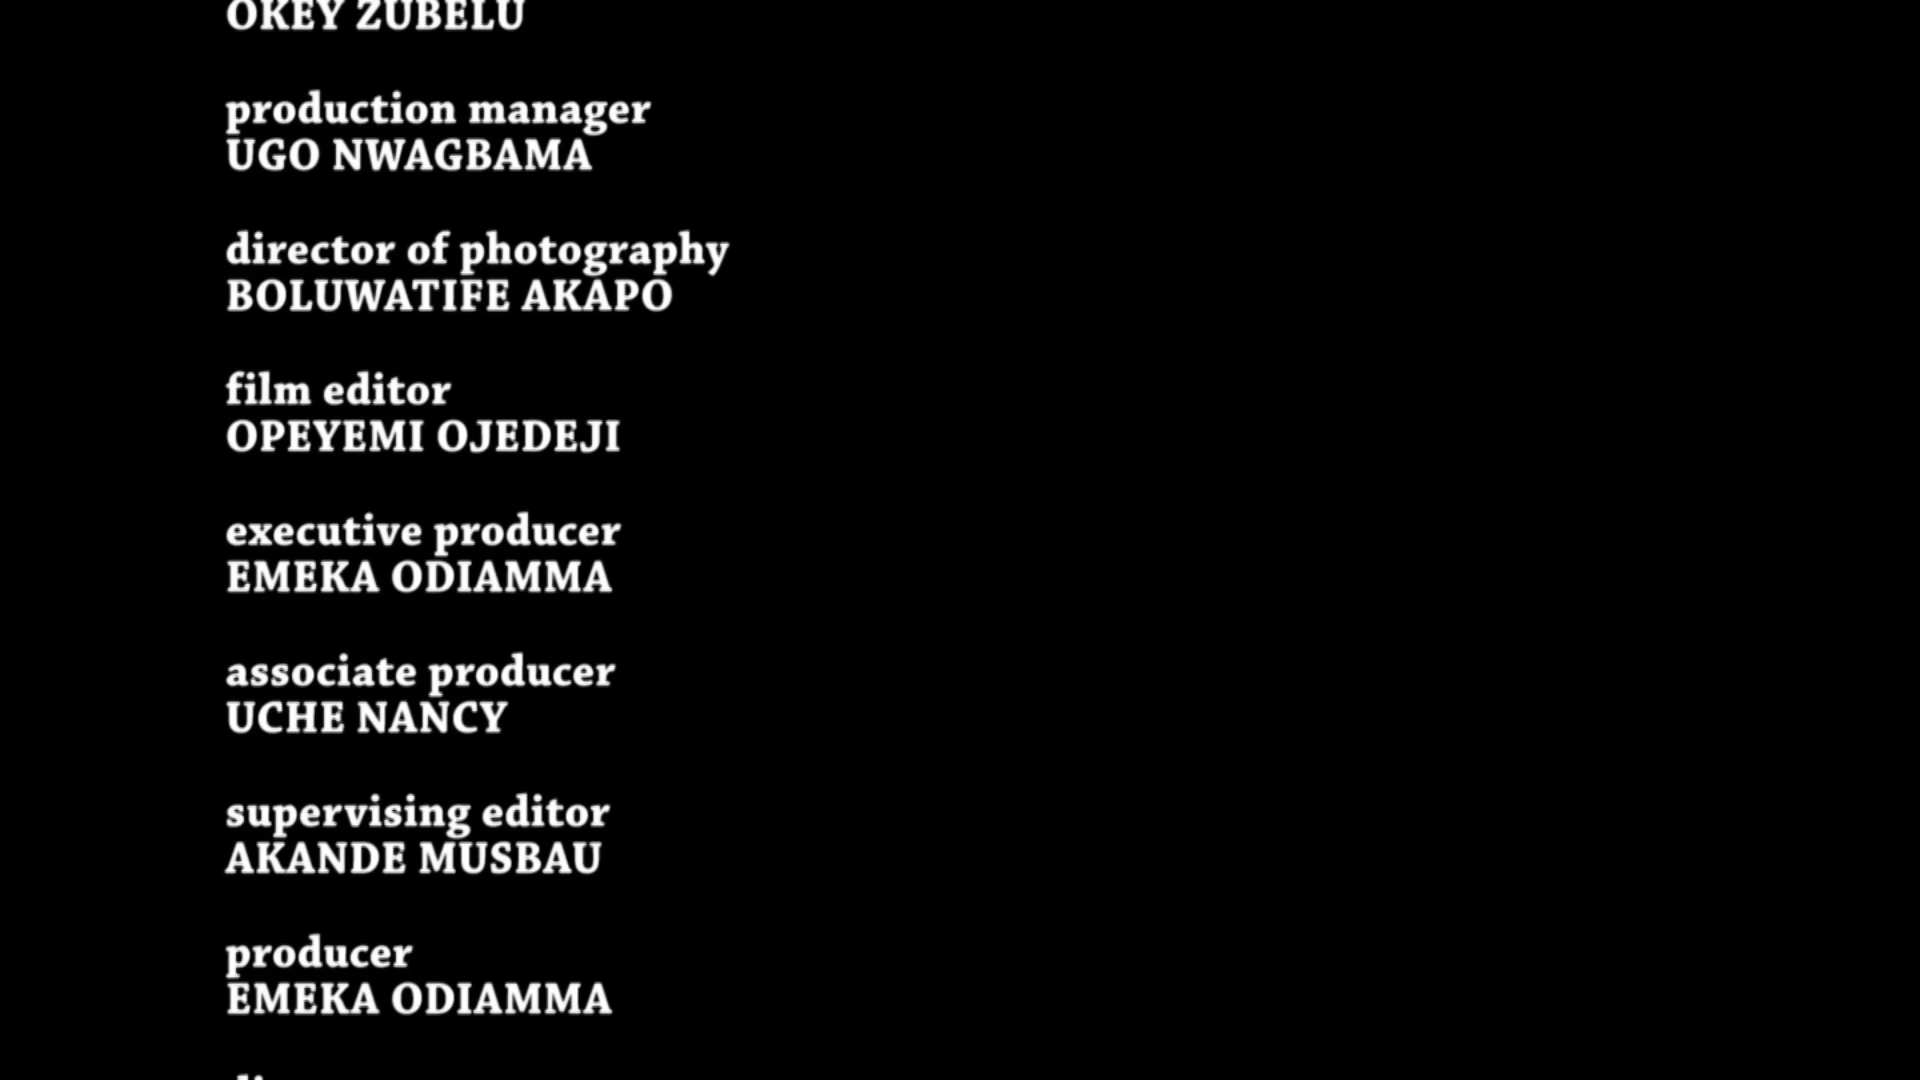 OKEY ZUBELU
production manager
UGO NWAGBAMA
director of photography
BOLUWATIFE AKAPO
film editor
OPEYEMI OJEDEJI
executive producer
EMEKA ODIAMMA
associate producer
UCHE NANCY
supervising editor
AKANDE MUSBAU
producer
EMEKA ODIAMMA